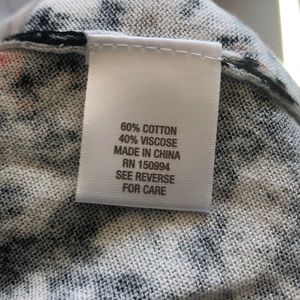 60% COTTON
40% VISCOSE
MADE IN CHINA
RN 150994
SEE REVERSE
FOR CARE